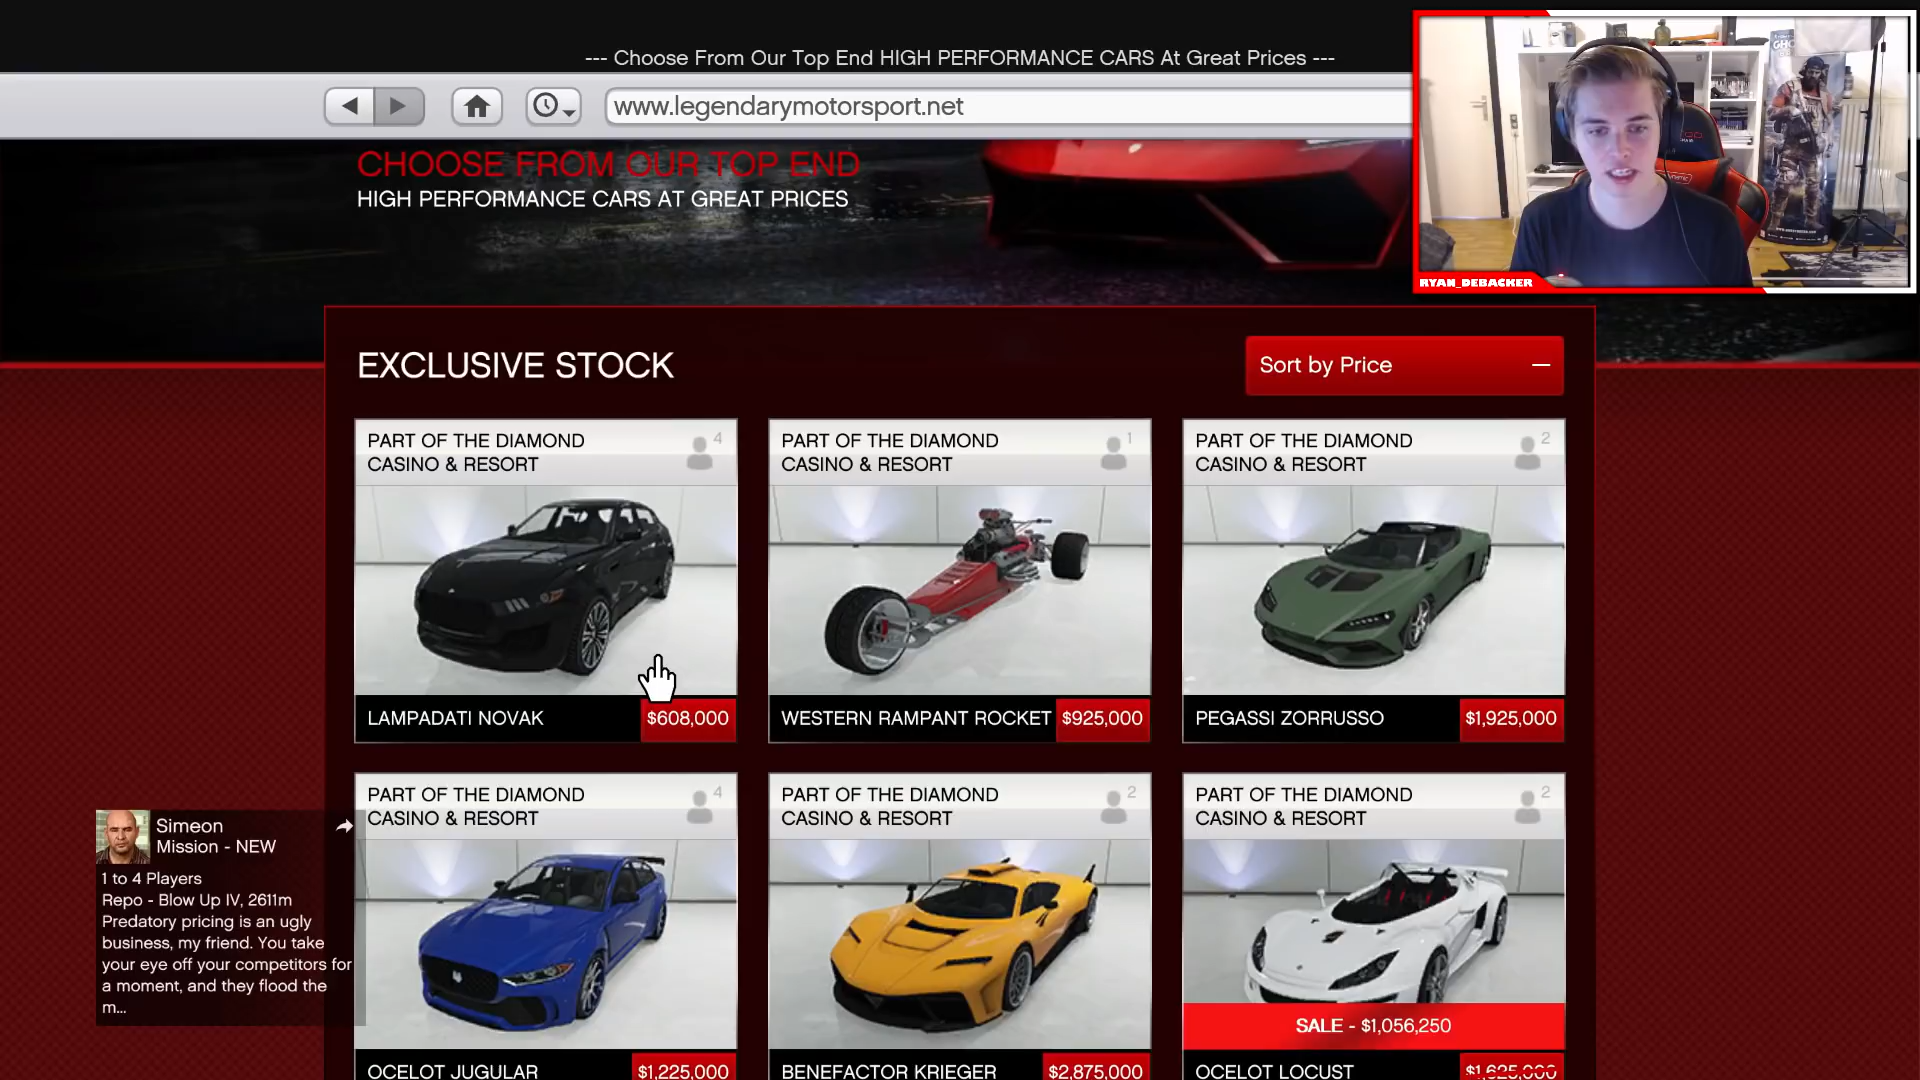 --- Choose From Our Top End HIGH PERFORMANCE CARS At Great Prices ---
www.legendarymotorsport.net
CHOOSE FROM OUR TOP END
HIGH PERFORMANCE CARS AT GREAT PRICES
RYAN_DEBACKER
EXCLUSIVE STOCK
Sort by Price
PART OF THE DIAMOND
CASINO & RESORT
4
LAMPADATI NOVAK
$608,000
PART OF THE DIAMOND
CASINO & RESORT
1
WESTERN RAMPANT ROCKET
$925,000
PART OF THE DIAMOND
CASINO & RESORT
2
PEGASSI ZORRUSSO
$1,925,000
PART OF THE DIAMOND
CASINO & RESORT
4
OCELOT JUGULAR
$1,225,000
PART OF THE DIAMOND
CASINO & RESORT
2
BENEFACTOR KRIEGER
$2,875,000
PART OF THE DIAMOND
CASINO & RESORT
2
SALE - $1,056,250
OCELOT LOCUST
$1,625,000
Simeon
Mission - NEW
1 to 4 Players
Repo - Blow Up IV, 2611m
Predatory pricing is an ugly
business, my friend. You take
your eye off your competitors for
a moment, and they flood the
m...